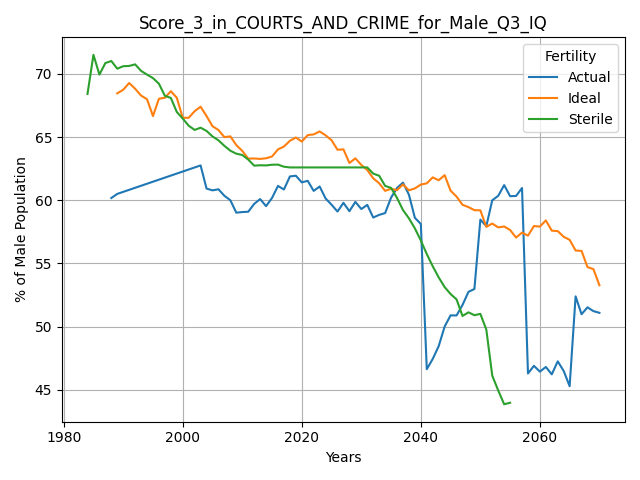 Score_3_in_COURTS_AND_CRIME_for_Male_Q3_IQ
Fertility
Actual
Ideal
Sterile
% of Male Population
70
65
60
55
50
45
1980
2000
2020
2040
2060
Years